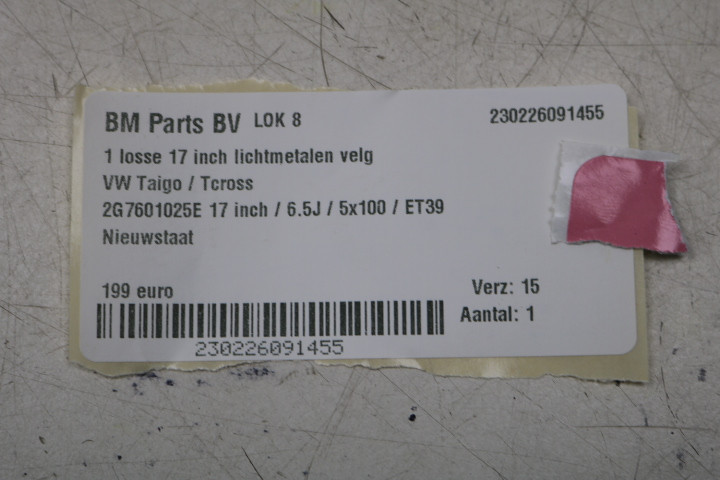 BM Parts BV LOK 8 230226091455
1 losse 17 inch lichtmetalen velg
VW Taigo / Tcross
2G7601025E 17 inch / 6.5J / 5x100 / ET39
Nieuwstaat
199 euro Verz: 15
Aantal: 1
230226091455